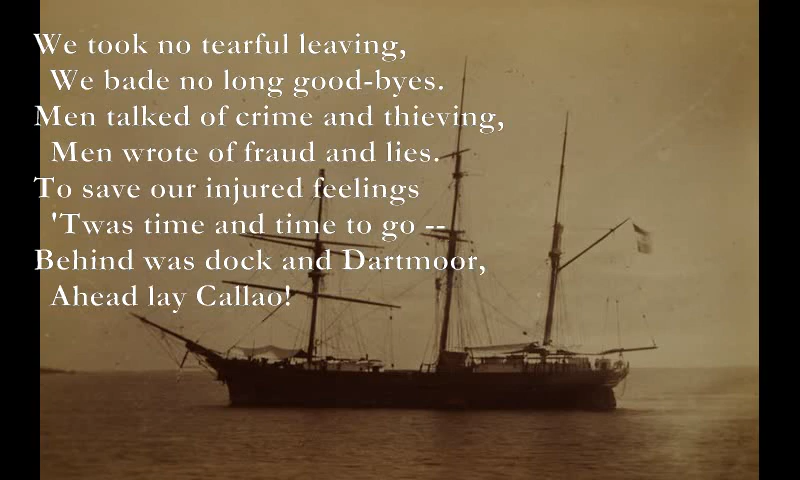 We took no tearful leaving,
We bade no long good-byes.
Men talked of crime and thieving,
Men wrote of fraud and lies.
To save our injured feelings
'Twas time and time to go --
Behind was dock and Dartmoor,
Ahead lay Callao!